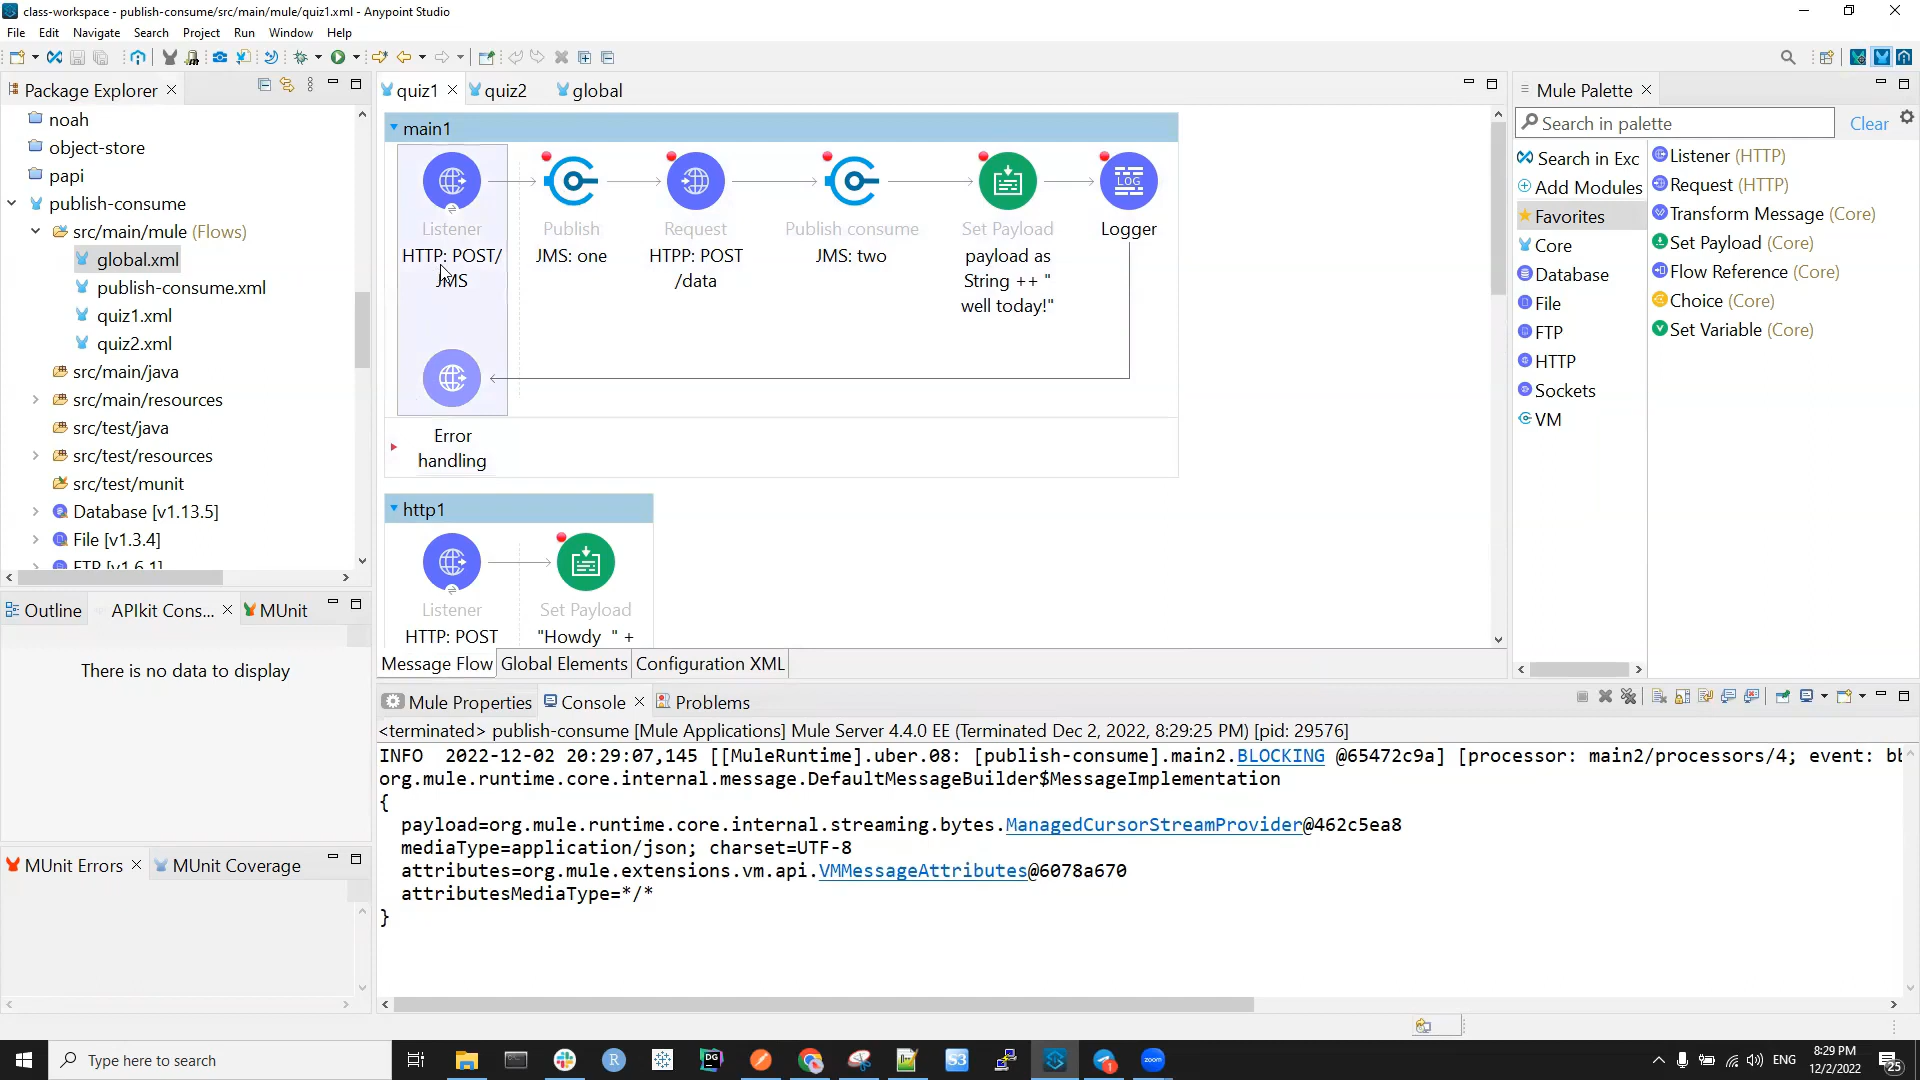 class-workspace - publish-consume/src/main/mule/quiz1.xml - Anypoint Studio
File Edit Navigate Search Project Run Window Help
Package Explorer
noah
object-store
papi
publish-consume
src/main/mule (Flows)
global.xml
publish-consume.xml
quiz1.xml
quiz2.xml
src/main/java
src/main/resources
src/test/java
src/test/resources
src/test/munit
Database [v1.13.5]
File [v1.3.4]
FTP [v1.6.1]
quiz1
quiz2
global
main1
Listener
HTTP: POST/
JMS
Publish
JMS: one
Request
HTPP: POST
/data
Publish consume
JMS: two
Set Payload
payload as
String ++ "
well today!"
LOG
Logger
Error
handling
http1
Listener
HTTP: POST
Set Payload
"Howdy " +
Message Flow
Global Elements
Configuration XML
Mule Palette
Search in palette
Clear
Search in Exc
Add Modules
Favorites
Core
Database
File
FTP
HTTP
Sockets
VM
Listener (HTTP)
Request (HTTP)
Transform Message (Core)
Set Payload (Core)
Flow Reference (Core)
Choice (Core)
Set Variable (Core)
Outline
APIkit Cons...
MUnit
There is no data to display
MUnit Errors
MUnit Coverage
Mule Properties
Console
Problems
<terminated> publish-consume [Mule Applications] Mule Server 4.4.0 EE (Terminated Dec 2, 2022, 8:29:25 PM) [pid: 29576]
INFO  2022-12-02 20:29:07,145 [[MuleRuntime].uber.08: [publish-consume].main2.BLOCKING @65472c9a] [processor: main2/processors/4; event: bb
org.mule.runtime.core.internal.message.DefaultMessageBuilder$MessageImplementation
{
payload=org.mule.runtime.core.internal.streaming.bytes.ManagedCursorStreamProvider@462c5ea8
mediaType=application/json; charset=UTF-8
attributes=org.mule.extensions.vm.api.VMMessageAttributes@6078a670
attributesMediaType=*/*
}
Type here to search
R
DG
S3
zoom
1
ENG
8:29 PM
12/2/2022
25